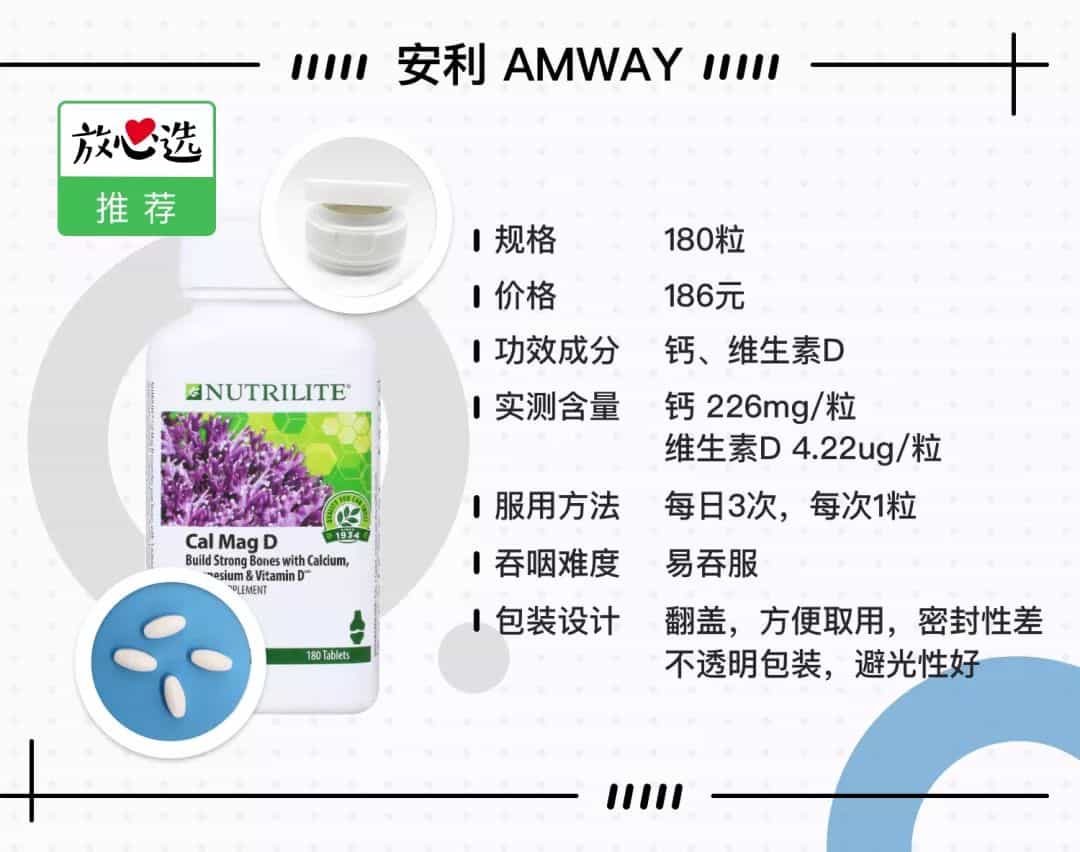 安利 AMWAY
放心选
推荐
规格 180粒
价格 186元
功效成分 钙、维生素D
实测含量 钙 226mg/粒
维生素D 4.22ug/粒
服用方法 每日3次，每次1粒
吞咽难度 易吞服
包装设计 翻盖，方便取用，密封性差
不透明包装，避光性好
NUTRILITE®
1934
Cal Mag D
Build Strong Bones with Calcium,
nesium & Vitamin D
PLEMENT
180 Tablets